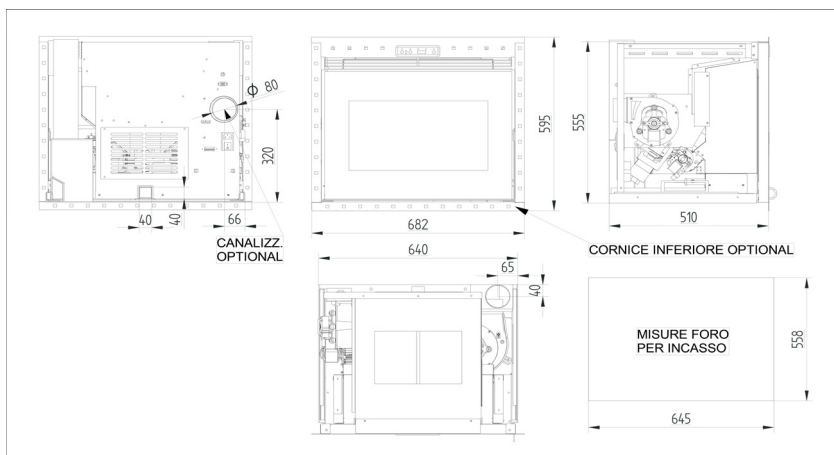 Φ 80
320
40
40
66
CANALIZZ.
OPTIONAL
595
682
CORNICE INFERIORE OPTIONAL
555
510
640
65
40
MISURE FORO
PER INCASSO
558
645